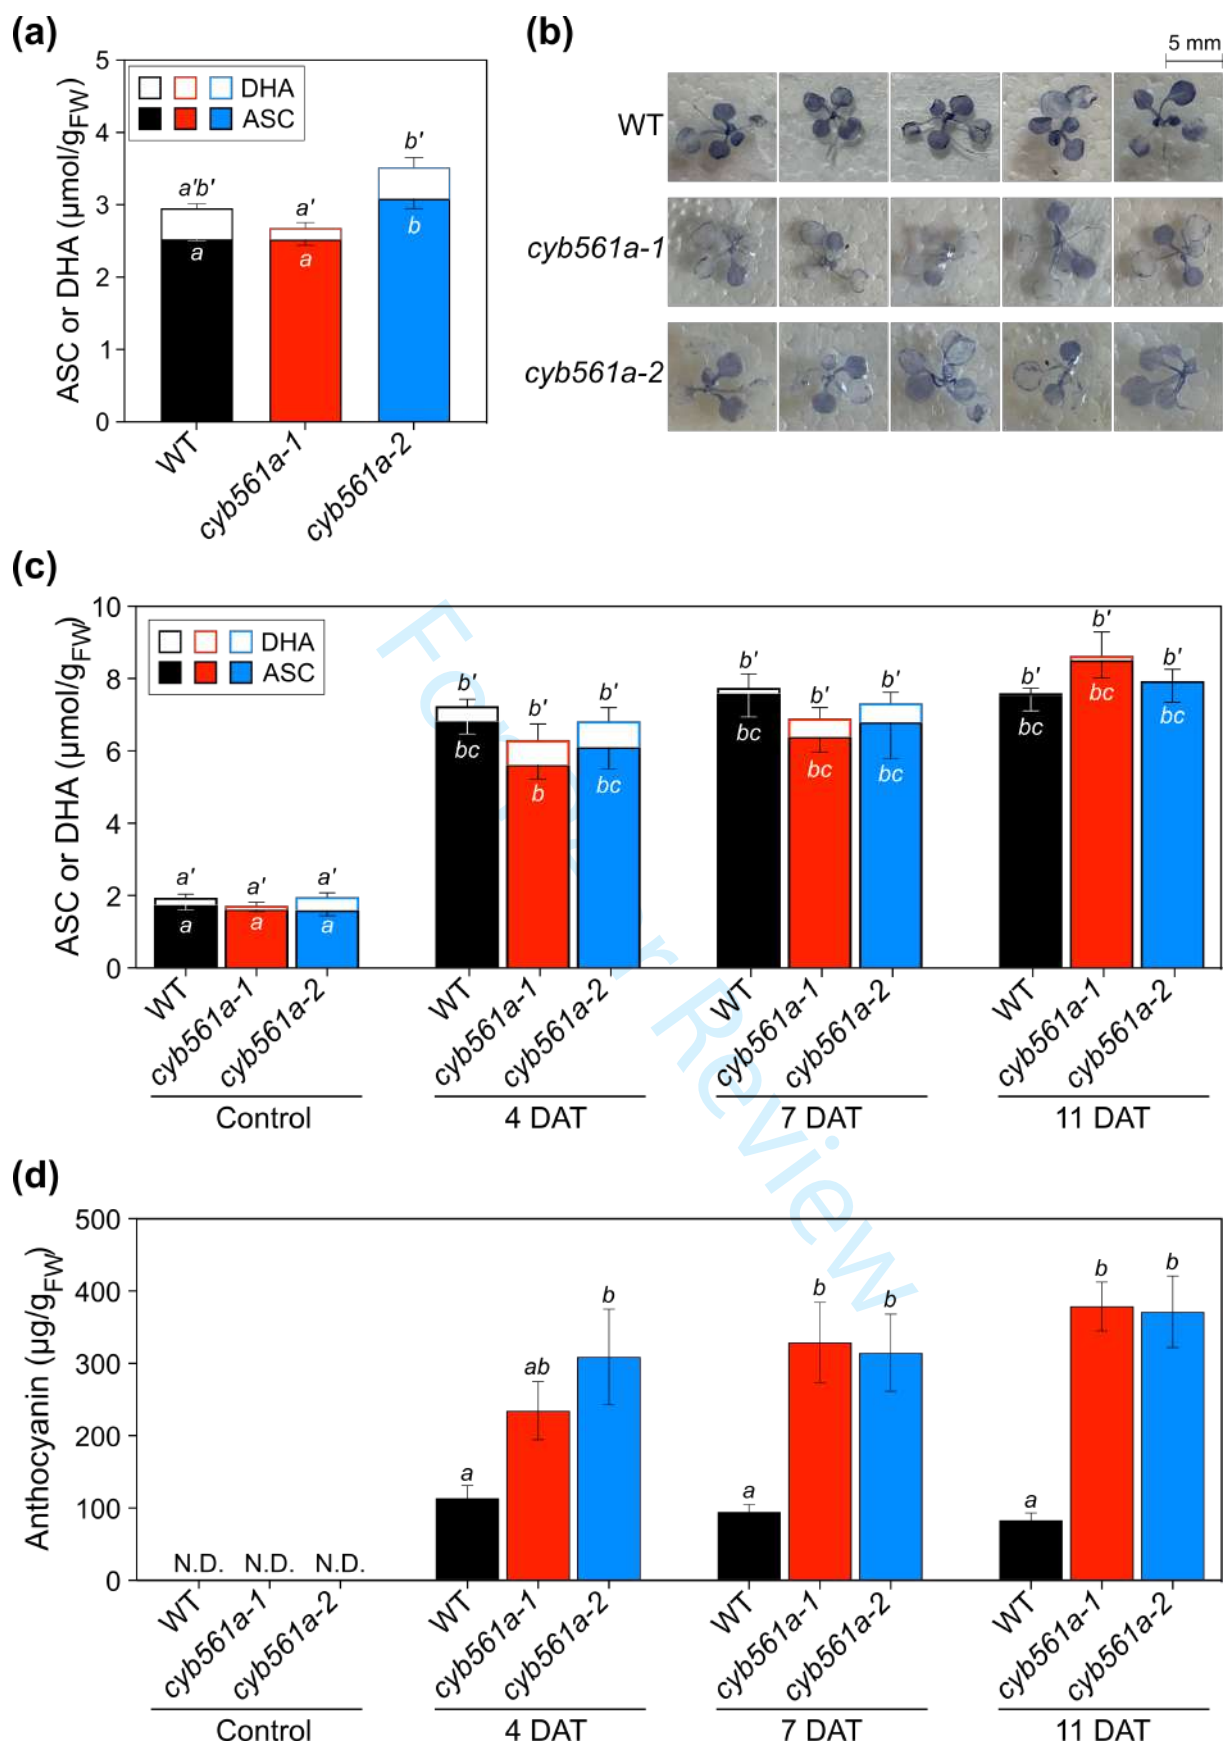 (a)
5
4
3
2
1
0
ASC or DHA (µmol/gFW)
DHA
ASC
a'b'
a
a'
a
b'
b
WT
cyb561a-1
cyb561a-2
(b)
5 mm
WT
cyb561a-1
cyb561a-2
(c)
10
8
6
4
2
0
ASC or DHA (µmol/gFW)
DHA
ASC
a' a' a'
a a a
b' b' b'
bc b bc
b' b' b'
bc bc bc
b' b' b'
bc bc bc
WT cyb561a-1 cyb561a-2 WT cyb561a-1 cyb561a-2 WT cyb561a-1 cyb561a-2 WT cyb561a-1 cyb561a-2
Control 4 DAT 7 DAT 11 DAT
For Peer Review
(d)
500
400
300
200
100
0
Anthocyanin (µg/gFW)
N.D. N.D. N.D.
a ab b
a b b
a b b
WT cyb561a-1 cyb561a-2 WT cyb561a-1 cyb561a-2 WT cyb561a-1 cyb561a-2 WT cyb561a-1 cyb561a-2
Control 4 DAT 7 DAT 11 DAT